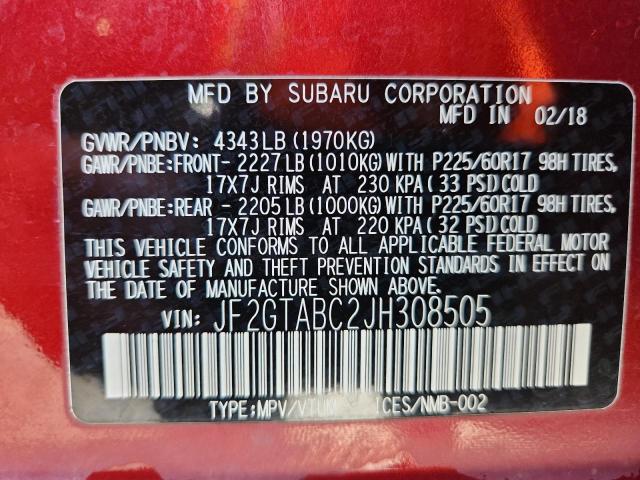 MFD BY SUBARU CORPORATION
MFD IN 02/18
GVWR/PNBV: 4343LB (1970KG)
GAWR/PNBE:FRONT- 2227LB(1010KG)WITH P225/60R17 98H TIRES,
17X7J RIMS AT 230 KPA( 33 PSI)COLD
GAWR/PNBE:REAR - 2205LB(1000KG)WITH P225/60R17 98H TIRES,
17X7J RIMS AT 220 KPA( 32 PSI)COLD
THIS VEHICLE CONFORMS TO ALL APPLICABLE FEDERAL MOTOR
VEHICLE SAFETY AND THEFT PREVENTION STANDARDS IN EFFECT ON
THE DATE OF MANUFACTURE SHOWN ABOVE.
VIN: JF2GTABC2JH308505
TYPE:MPV/VTUM ICES/NMB-002